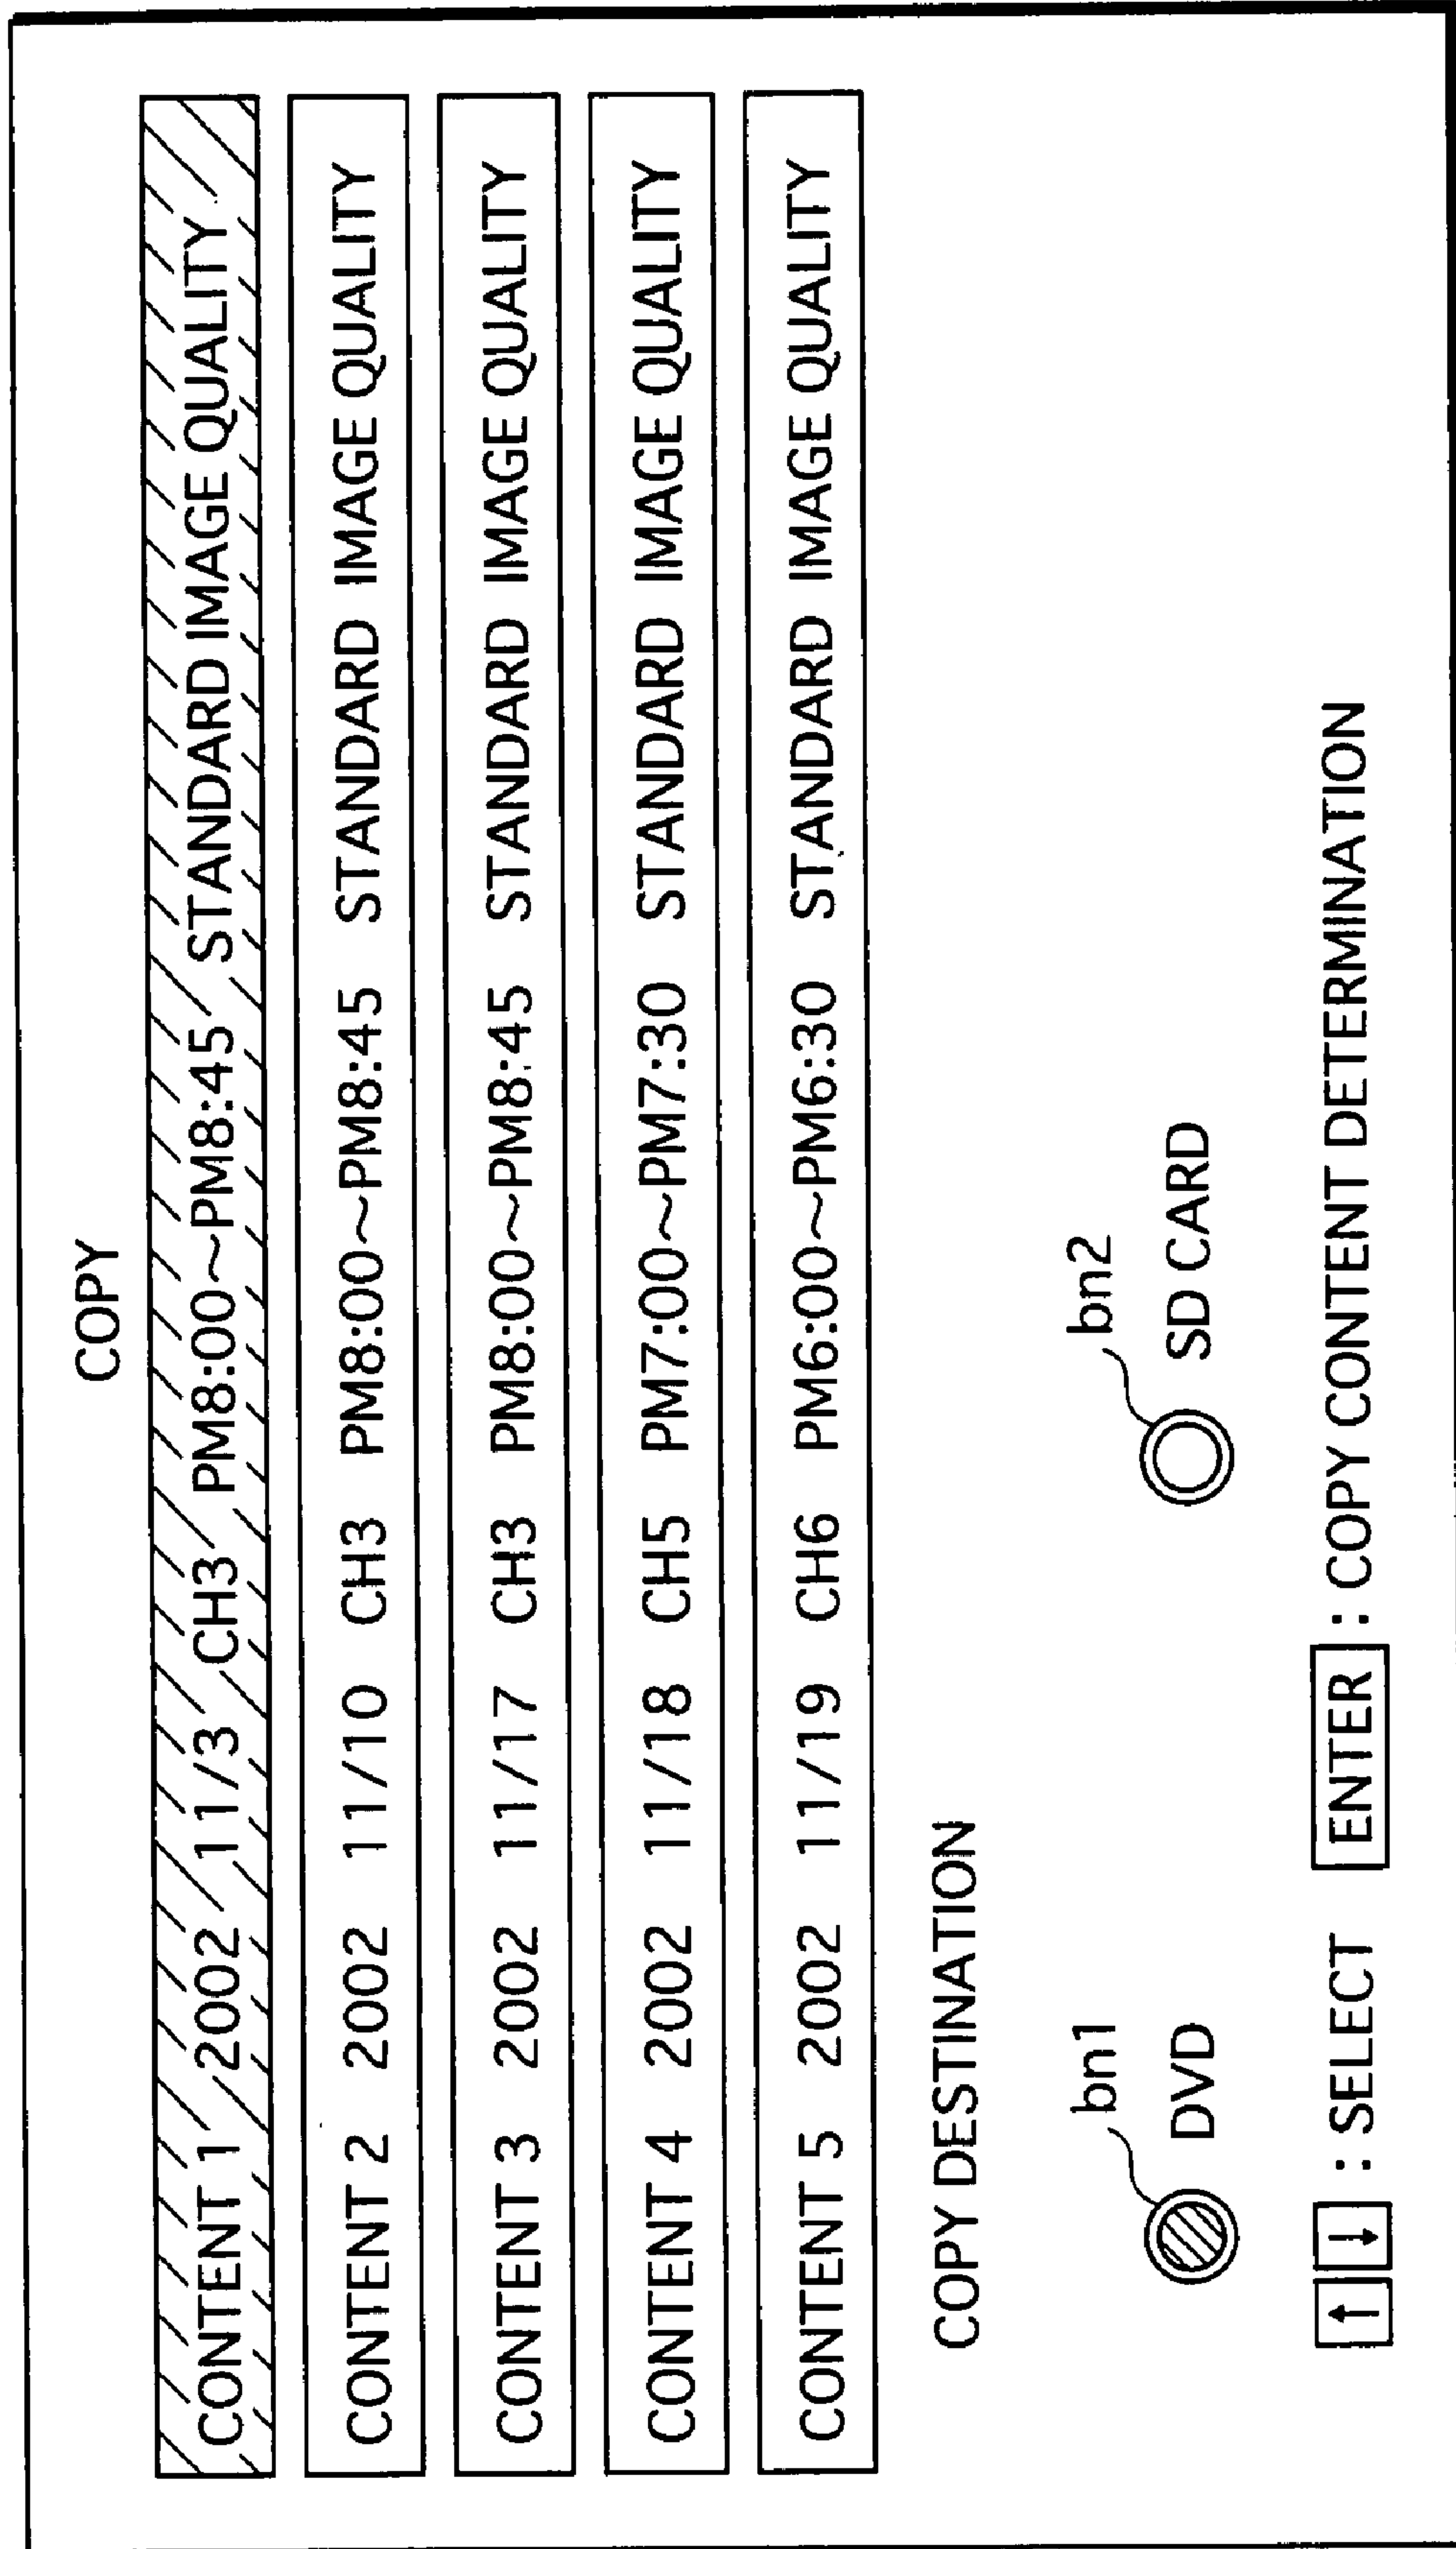 COPY
CONTENT 1 2002 11/3 CH3 PM8:00~PM8:45 STANDARD IMAGE QUALITY
CONTENT 2 2002 11/10 CH3 PM8:00~PM8:45 STANDARD IMAGE QUALITY
CONTENT 3 2002 11/17 CH3 PM8:00~PM8:45 STANDARD IMAGE QUALITY
CONTENT 4 2002 11/18 CH5 PM7:00~PM7:30 STANDARD IMAGE QUALITY
CONTENT 5 2002 11/19 CH6 PM6:00~PM6:30 STANDARD IMAGE QUALITY
COPY DESTINATION
bn1 bn2
DVD SD CARD
↑ ↓ : SELECT ENTER : COPY CONTENT DETERMINATION